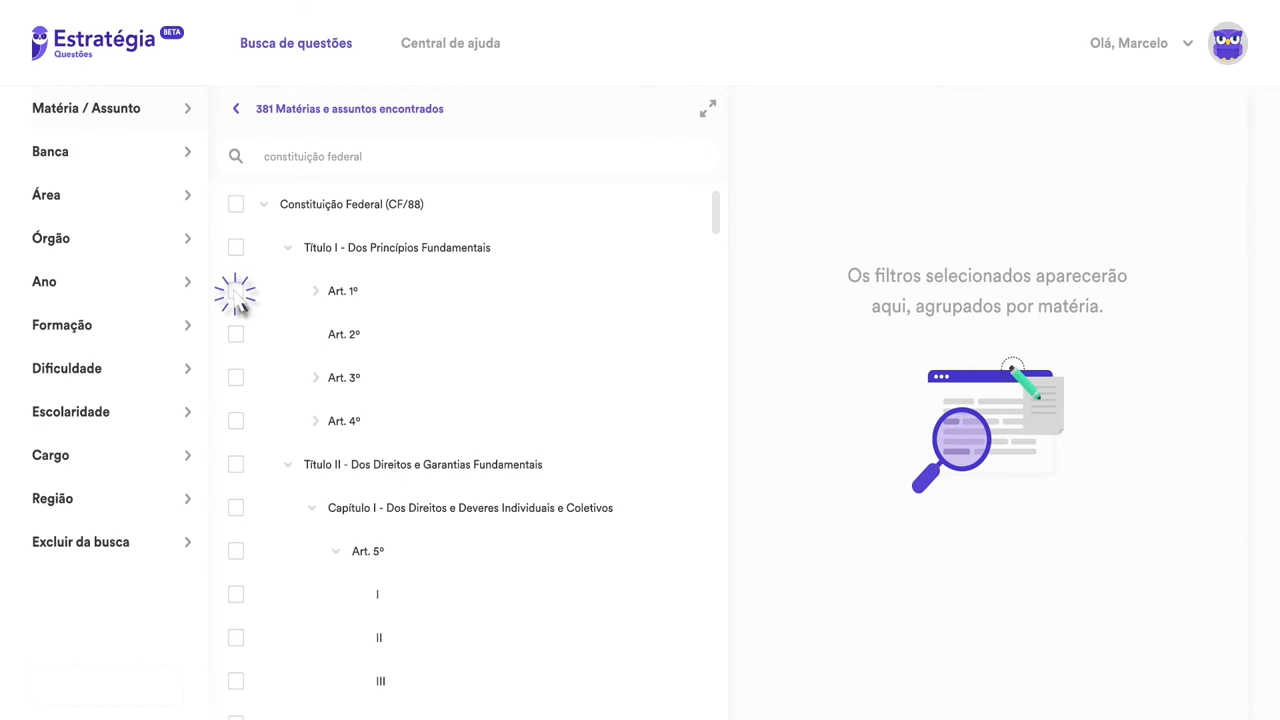 Estratégia BETA
Questões
Busca de questões
Central de ajuda
Olá, Marcelo
Matéria / Assunto
Banca
Área
Órgão
Ano
Formação
Dificuldade
Escolaridade
Cargo
Região
Excluir da busca
381 Matérias e assuntos encontrados
constituição federal
Constituição Federal (CF/88)
Título I - Dos Princípios Fundamentais
Art. 1º
Art. 2º
Art. 3º
Art. 4º
Título II - Dos Direitos e Garantias Fundamentais
Capítulo I - Dos Direitos e Deveres Individuais e Coletivos
Art. 5º
I
II
III
Os filtros selecionados aparecerão
aqui, agrupados por matéria.